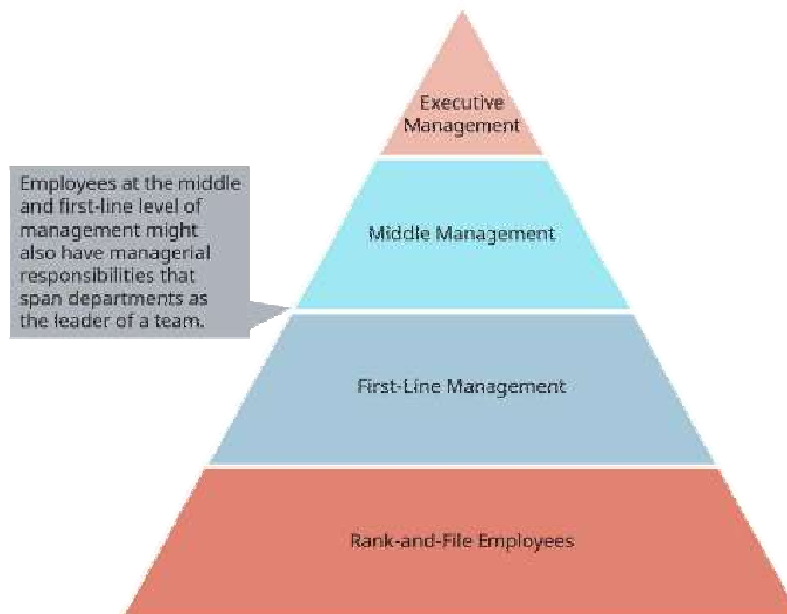 Executive
Management
Employees at the middle
and first-line level of
management might
also have managerial
responsibilities that
span departments as
the leader of a team.
Middle Management
First-Line Management
Rank-and-File Employees